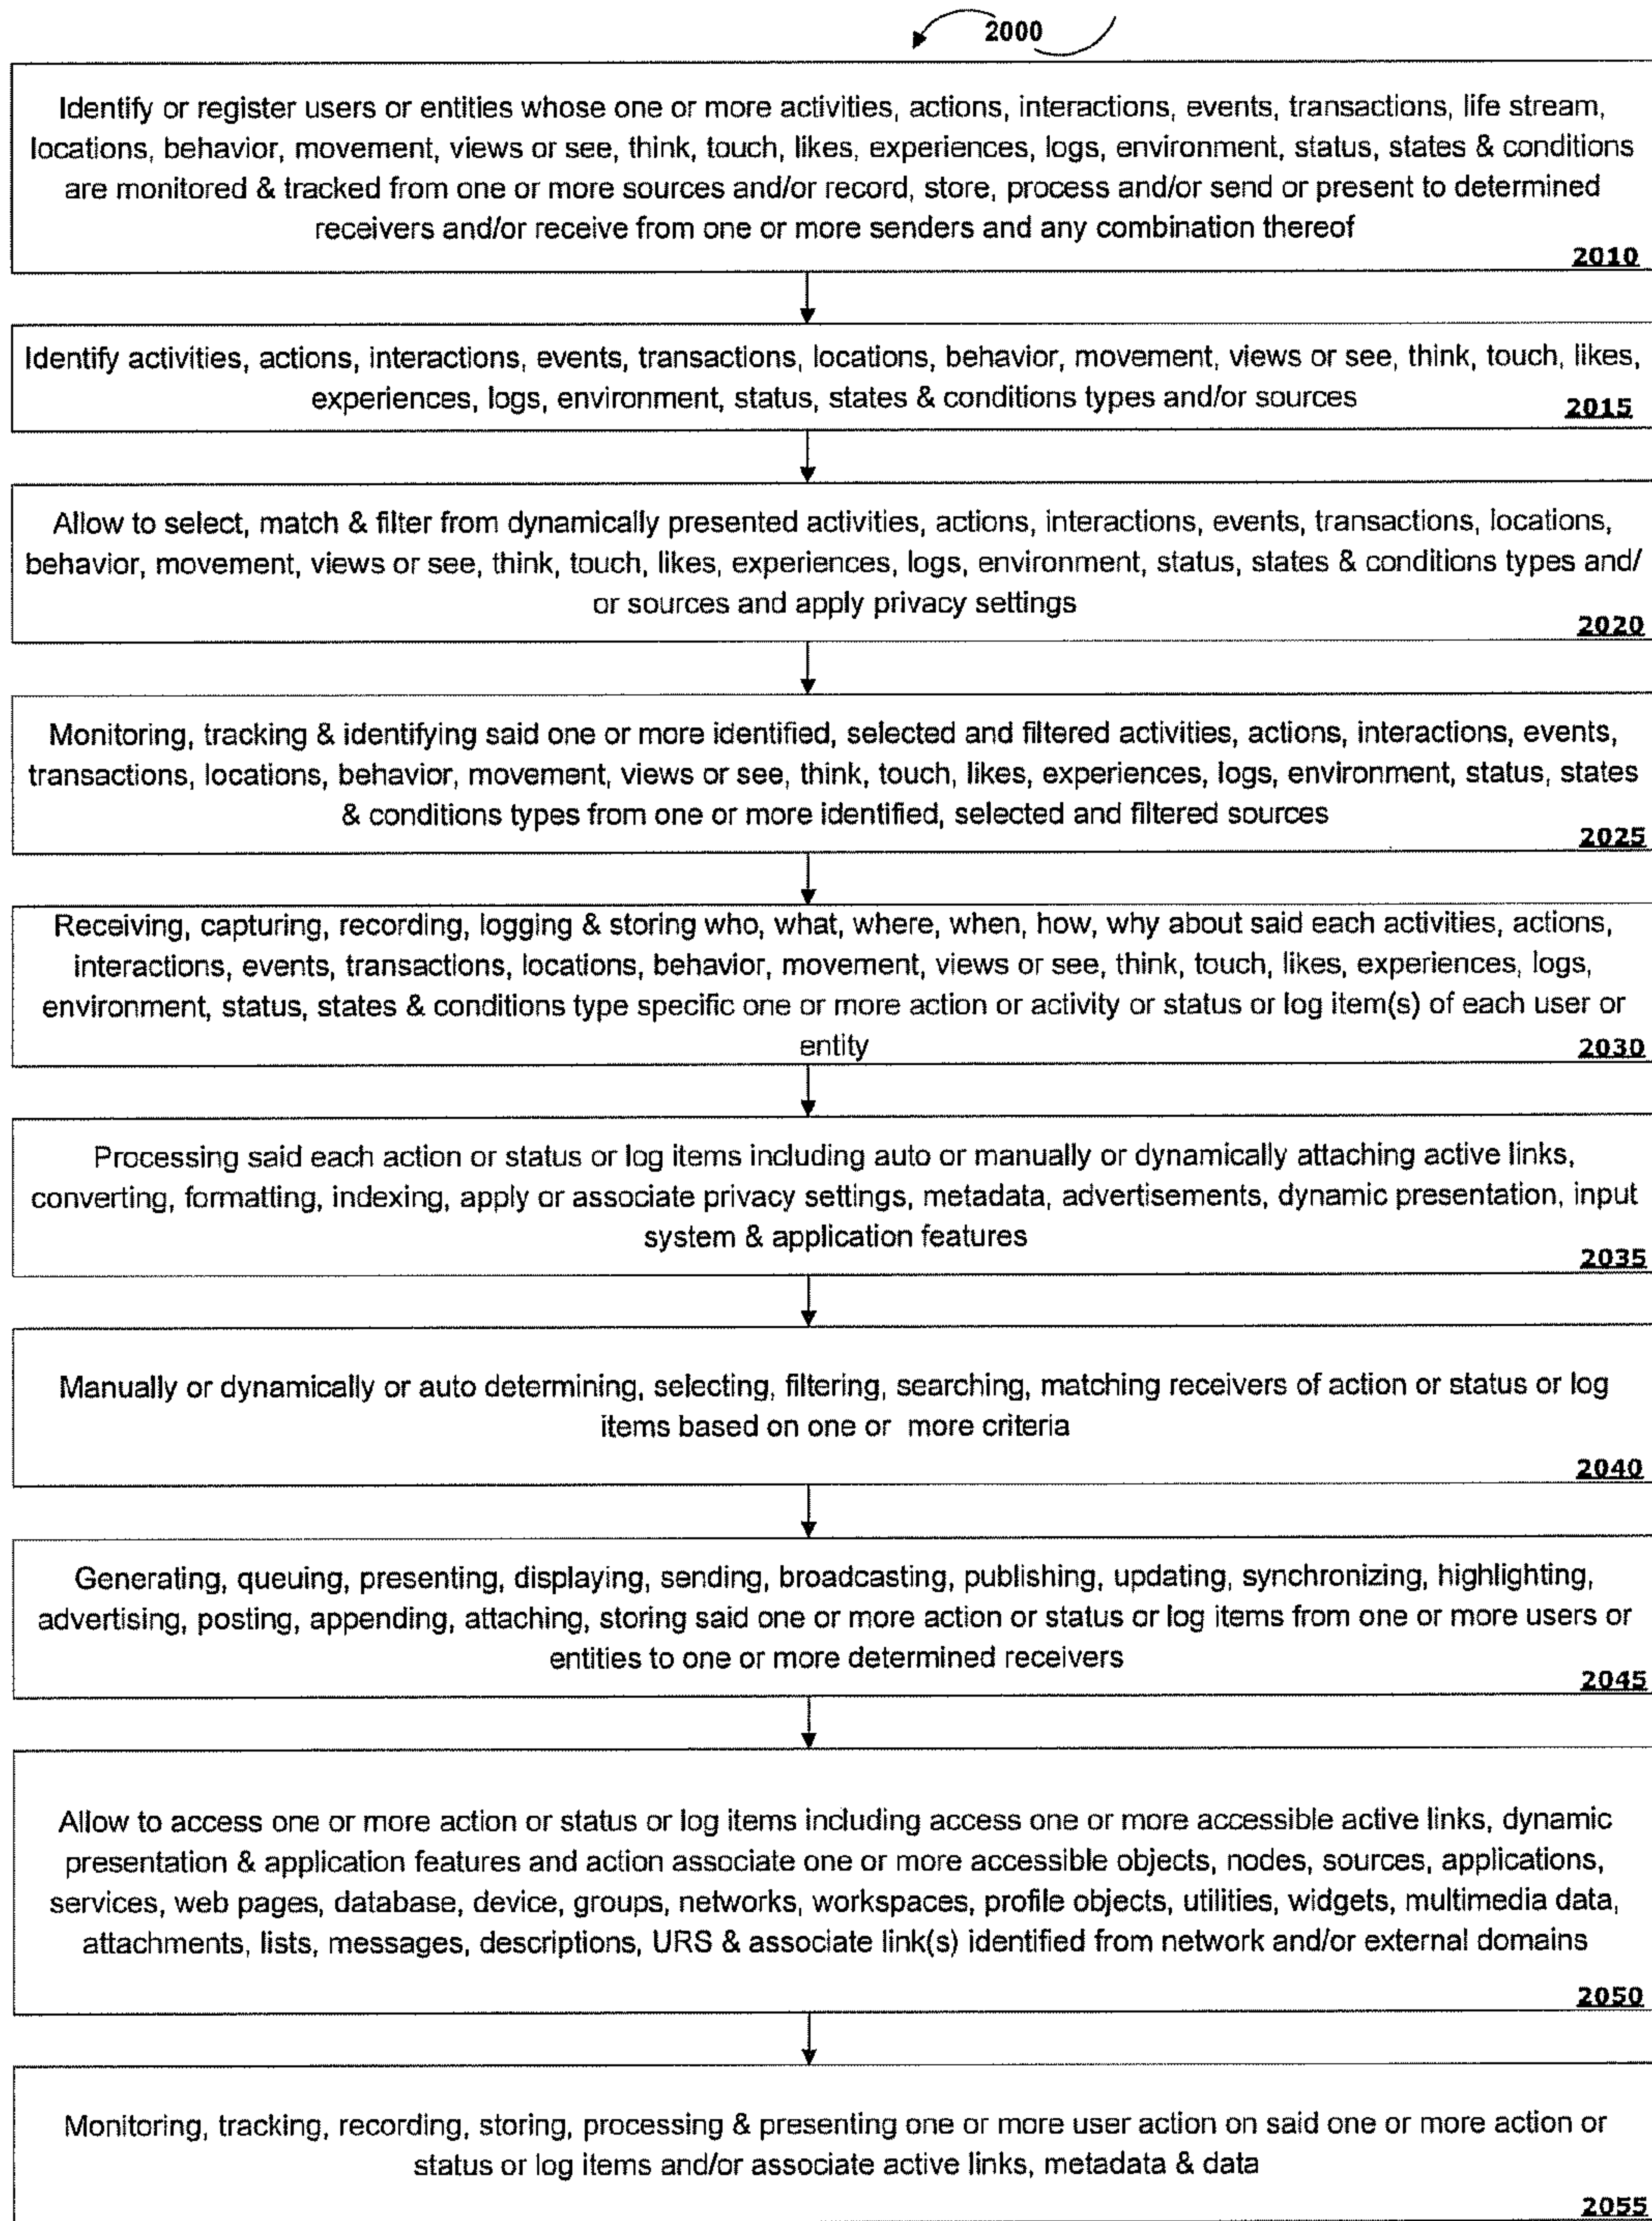 2000
Identify or register users or entities whose one or more activities, actions, interactions, events, transactions, life stream,
locations, behavior, movement, views or see, think, touch, likes, experiences, logs, environment, status, states & conditions
are monitored & tracked from one or more sources and/or record, store, process and/or send or present to determined
receivers and/or receive from one or more senders and any combination thereof
2010
Identify activities, actions, interactions, events, transactions, locations, behavior, movement, views or see, think, touch, likes,
experiences, logs, environment, status, states & conditions types and/or sources
2015
Allow to select, match & filter from dynamically presented activities, actions, interactions, events, transactions, locations,
behavior, movement, views or see, think, touch, likes, experiences, logs, environment, status, states & conditions types and/
or sources and apply privacy settings
2020
Monitoring, tracking & identifying said one or more identified, selected and filtered activities, actions, interactions, events,
transactions, locations, behavior, movement, views or see, think, touch, likes, experiences, logs, environment, status, states
& conditions types from one or more identified, selected and filtered sources
2025
Receiving, capturing, recording, logging & storing who, what, where, when, how, why about said each activities, actions,
interactions, events, transactions, locations, behavior, movement, views or see, think, touch, likes, experiences, logs,
environment, status, states & conditions type specific one or more action or activity or status or log item(s) of each user or
entity
2030
Processing said each action or status or log items including auto or manually or dynamically attaching active links,
converting, formatting, indexing, apply or associate privacy settings, metadata, advertisements, dynamic presentation, input
system & application features
2035
Manually or dynamically or auto determining, selecting, filtering, searching, matching receivers of action or status or log
items based on one or more criteria
2040
Generating, queuing, presenting, displaying, sending, broadcasting, publishing, updating, synchronizing, highlighting,
advertising, posting, appending, attaching, storing said one or more action or status or log items from one or more users or
entities to one or more determined receivers
2045
Allow to access one or more action or status or log items including access one or more accessible active links, dynamic
presentation & application features and action associate one or more accessible objects, nodes, sources, applications,
services, web pages, database, device, groups, networks, workspaces, profile objects, utilities, widgets, multimedia data,
attachments, lists, messages, descriptions, URS & associate link(s) identified from network and/or external domains
2050
Monitoring, tracking, recording, storing, processing & presenting one or more user action on said one or more action or
status or log items and/or associate active links, metadata & data
2055